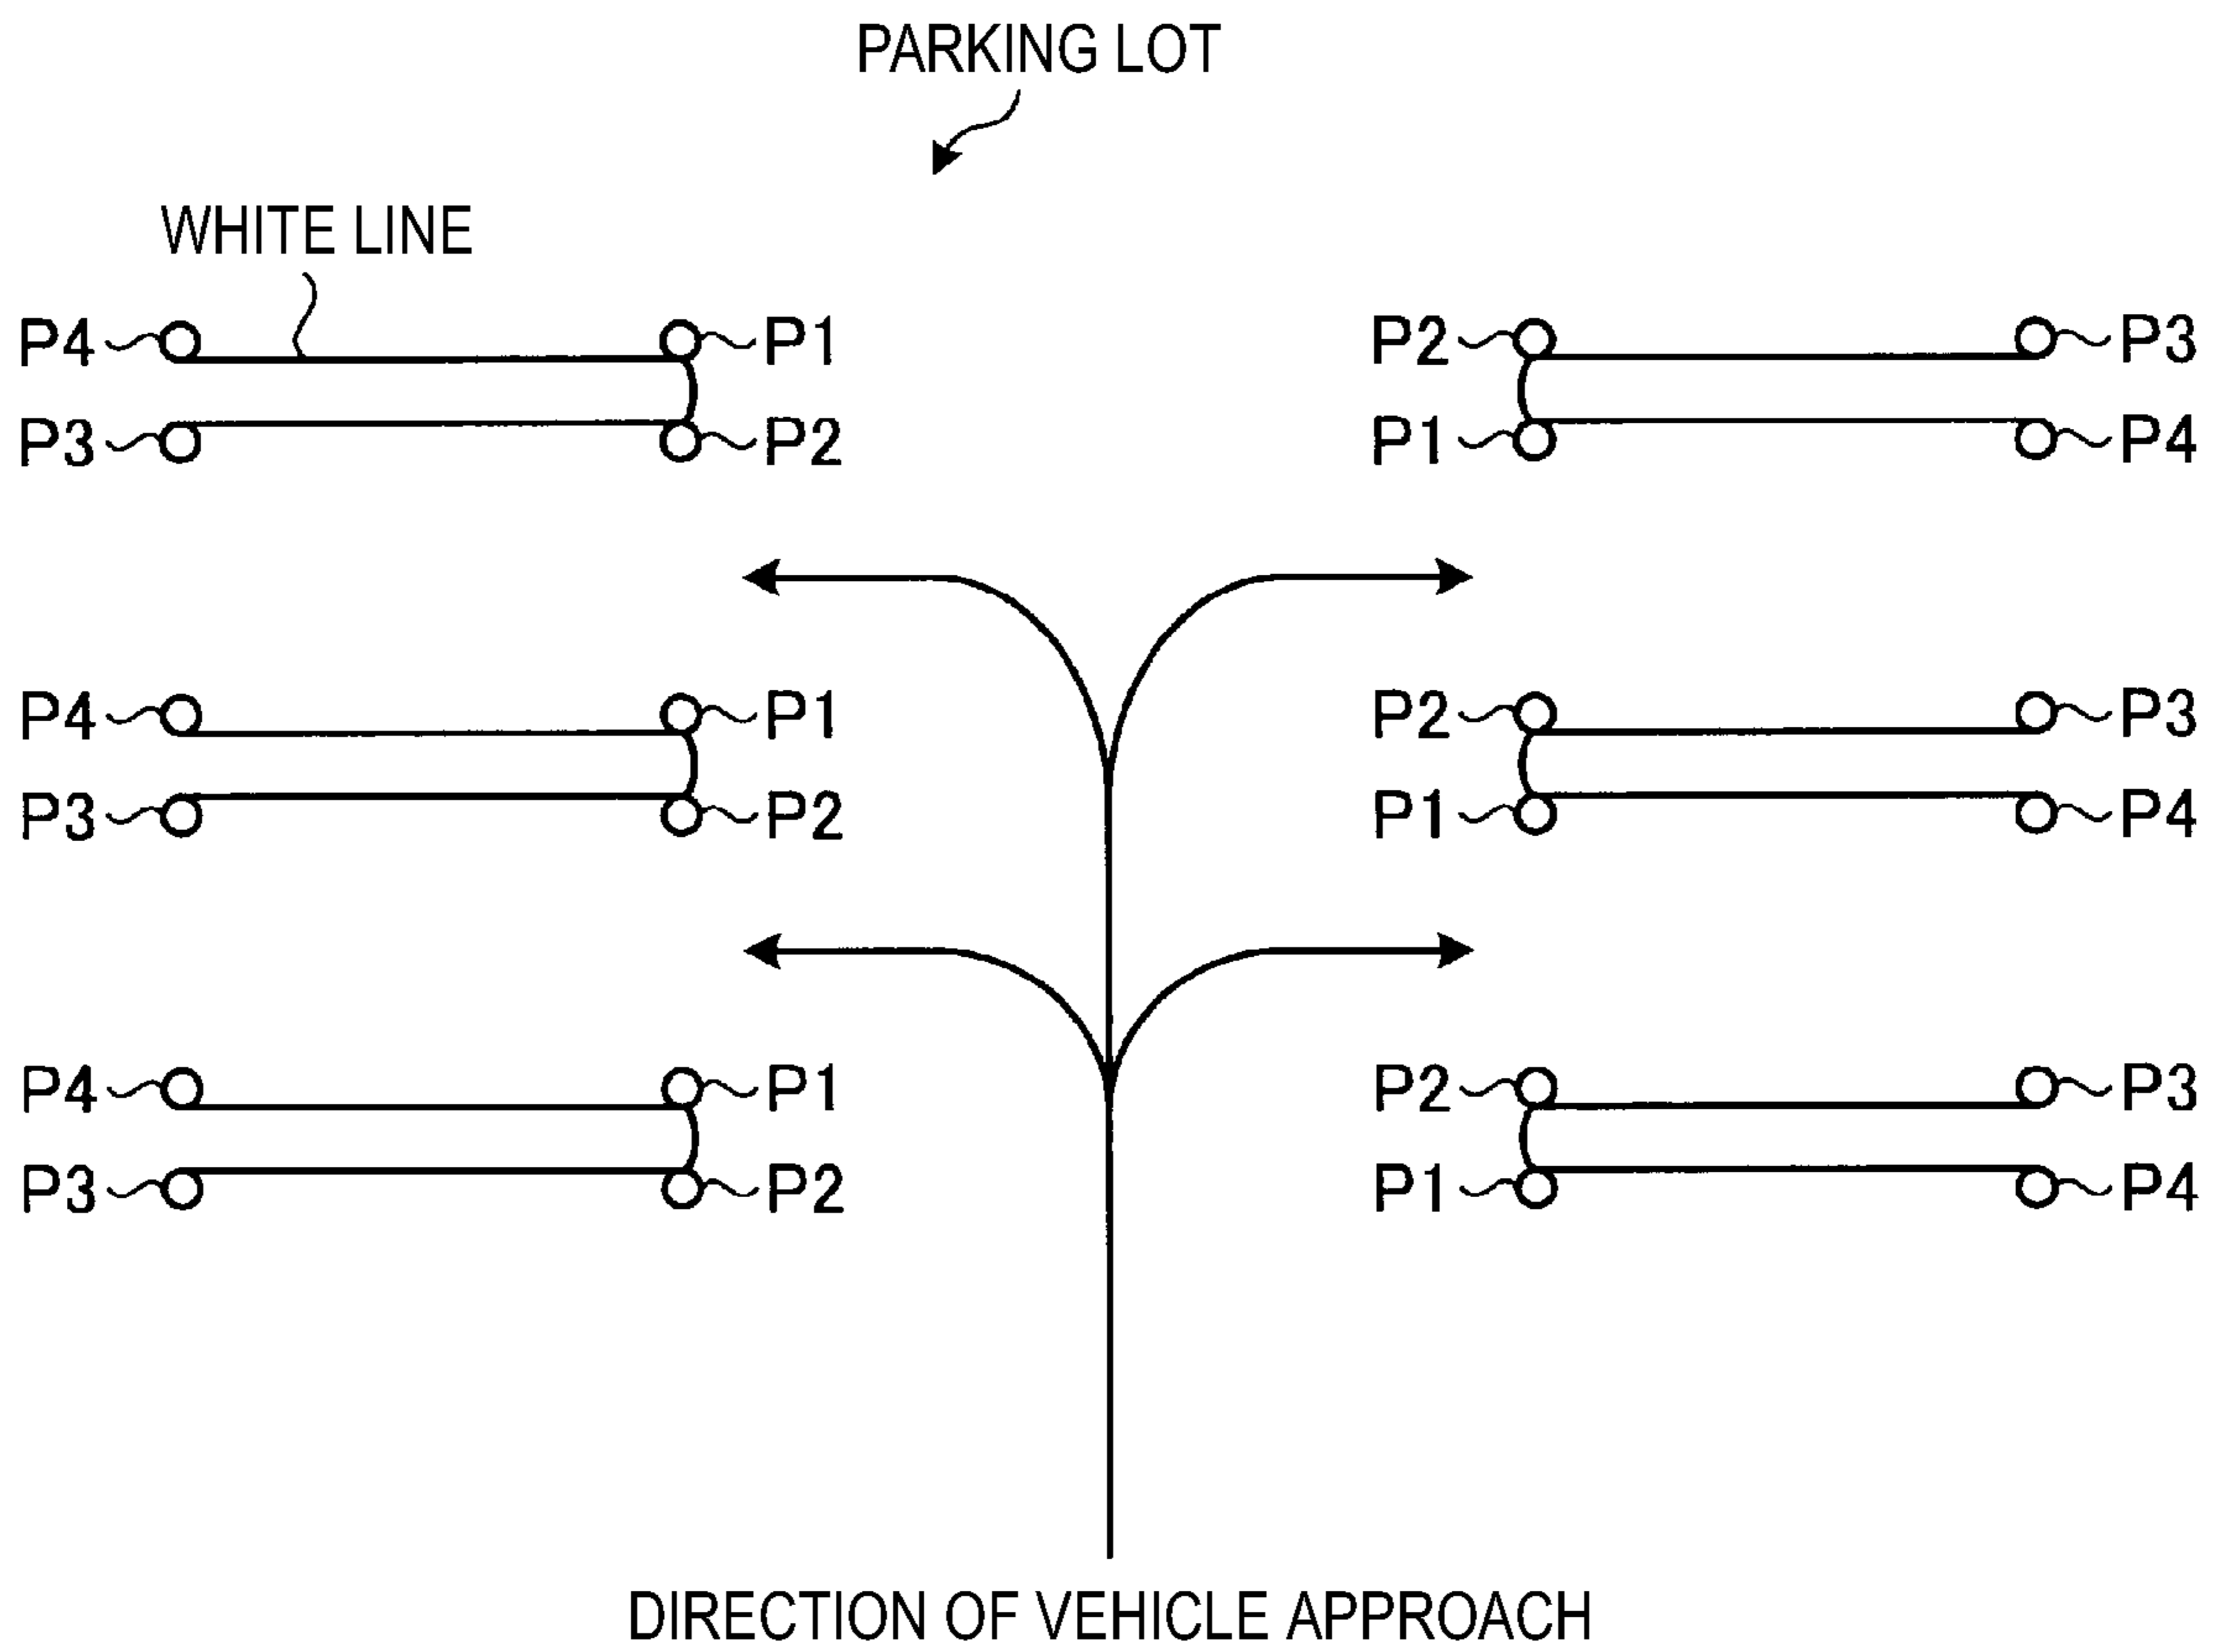 PARKING LOT
WHITE LINE
P4 P1 P2 P3
P3 P2 P1 P4
P4 P1 P2 P3
P3 P2 P1 P4
P4 P1 P2 P3
P3 P2 P1 P4
DIRECTION OF VEHICLE APPROACH